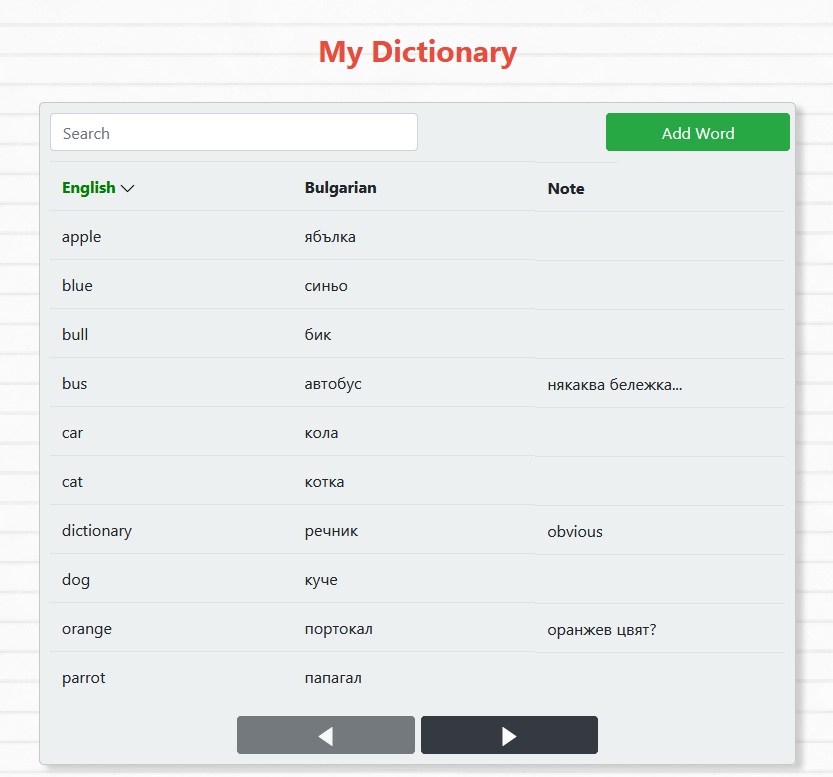 My Dictionary
Search
Add Word
English Bulgarian Note
apple ябълка
blue синьо
bull бик
bus автобус някаква бележка...
car кола
cat котка
dictionary речник obvious
dog куче
orange портокал оранжев цвят?
parrot папагал